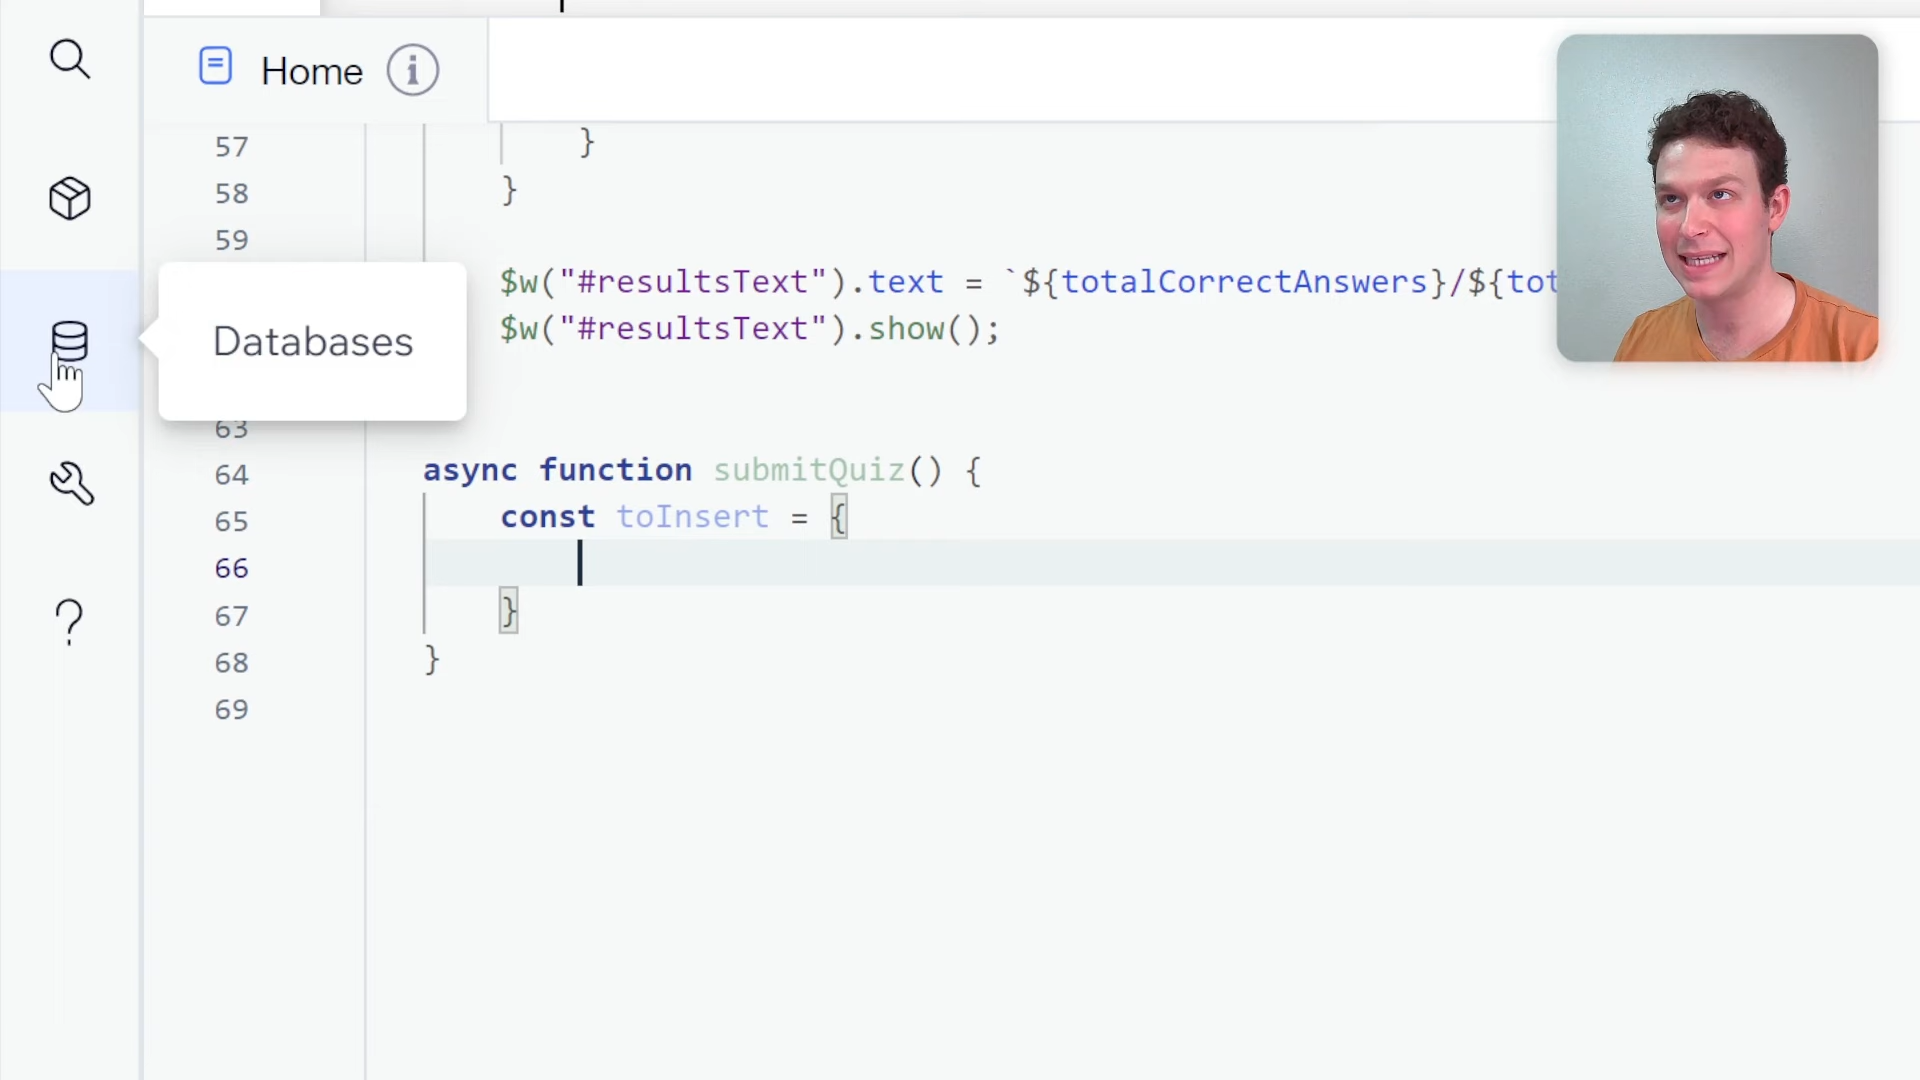 Home
57 }
58 }
59
$w("#resultsText").text = `${totalCorrectAnswers}/${tot
Databases
$w("#resultsText").show();
63
64 async function submitQuiz() {
65 const toInsert = {
66
67 }
68 }
69